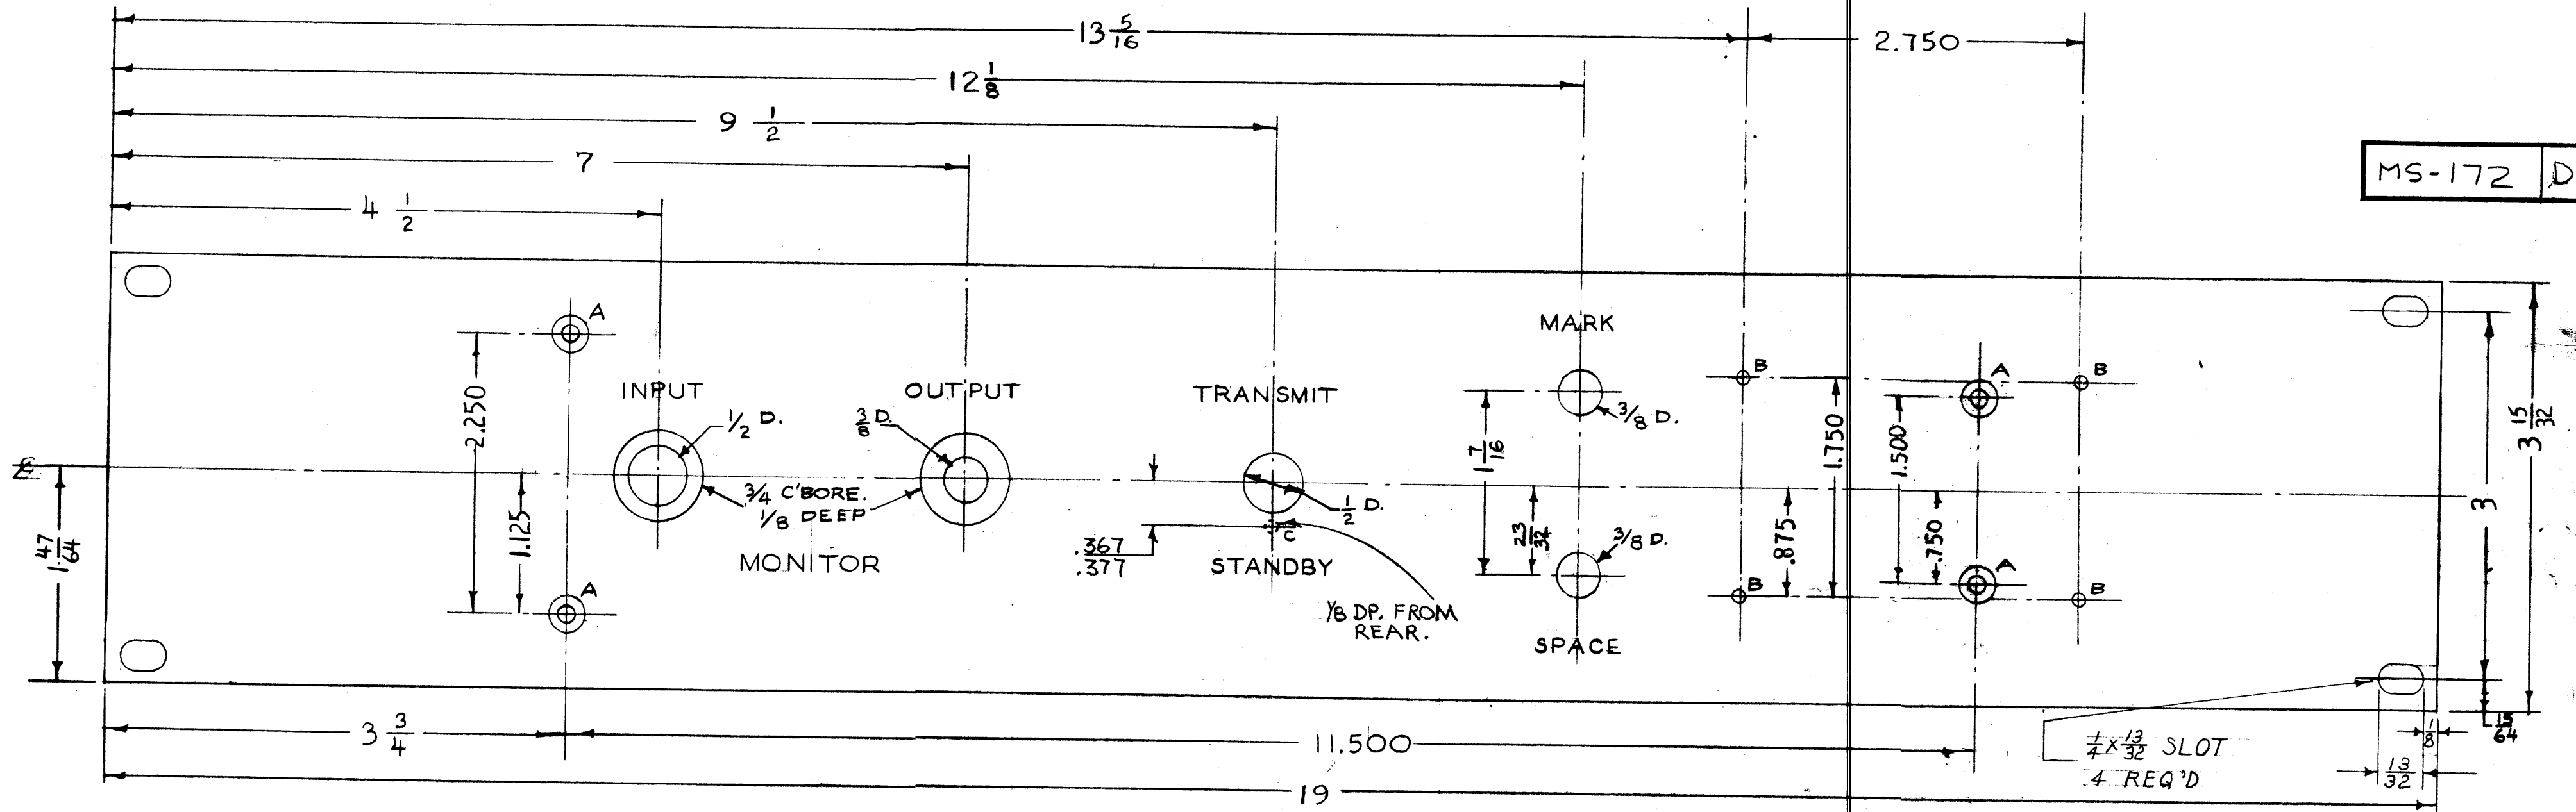 13 5/16
2.750
12 1/8
9 1/2
7
4 1/2
MS-172 D
A
MARK
B
B
A
INPUT
OUTPUT
TRANSMIT
1/2 D.
3/8 D.
3/8 D.
2.250
1 7/16
1.750
1.500
3 15/32
3
3/4 C'BORE.
1/8 DEEP
1/2 D.
C
1.125
1 47/64
.367
.377
23/32
.875
.750
3/8 D.
MONITOR
STANDBY
A
B
A
B
1/8 DP. FROM
REAR.
SPACE
3 3/4
11.500
1/4 x 13/32 SLOT
4 REQ'D
1/8
15/64
13/32
19